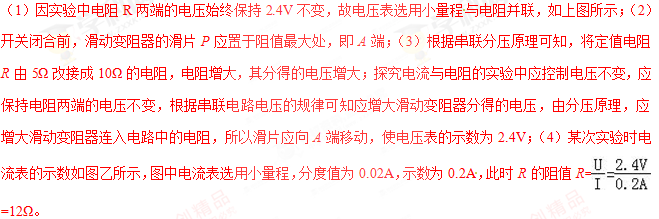 （1）因实验中电阻 R 两端的电压始终保持 2.4V 不变，故电压表选用小量程与电阻并联，如上图所示；（2）
开关闭合前，滑动变阻器的滑片 P 应置于阻值最大处，即 A 端；（3）根据串联分压原理可知，将定值电阻
R 由 5Ω 改接成 10Ω 的电阻，电阻增大，其分得的电压增大；探究电流与电阻的实验中应控制电压不变，应
保持电阻两端的电压不变，根据串联电路电压的规律可知应增大滑动变阻器分得的电压，由分压原理，应
增大滑动变阻器连入电路中的电阻，所以滑片应向 A 端移动，使电压表的示数为 2.4V；（4）某次实验时电
流表的示数如图乙所示，图中电流表选用小量程，分度值为 0.02A，示数为 0.2A，此时 R 的阻值 R=U/I=2.4V/0.2A
=12Ω。